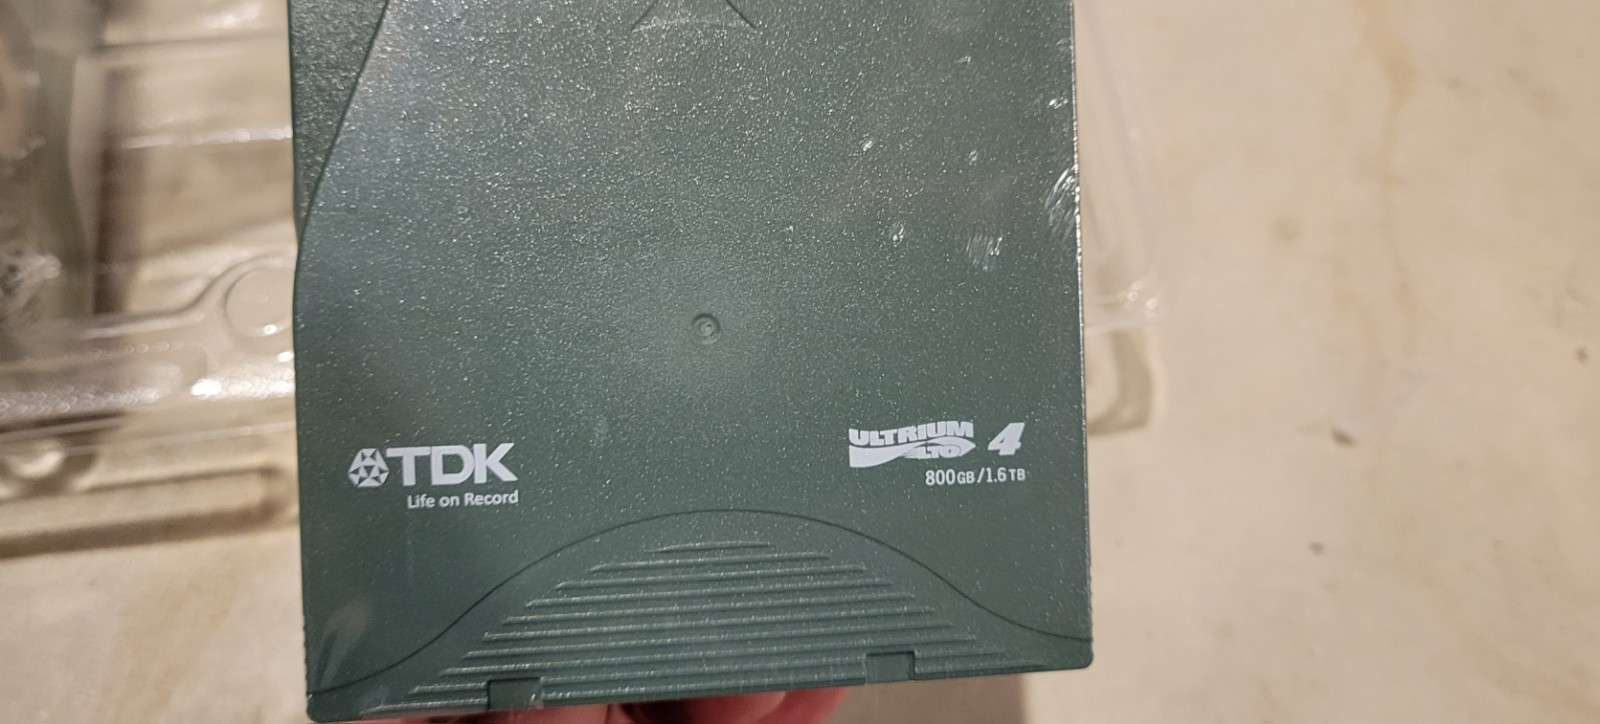 TDK
Life on Record
ULTRIUM
LTO 4
800GB/1.6TB